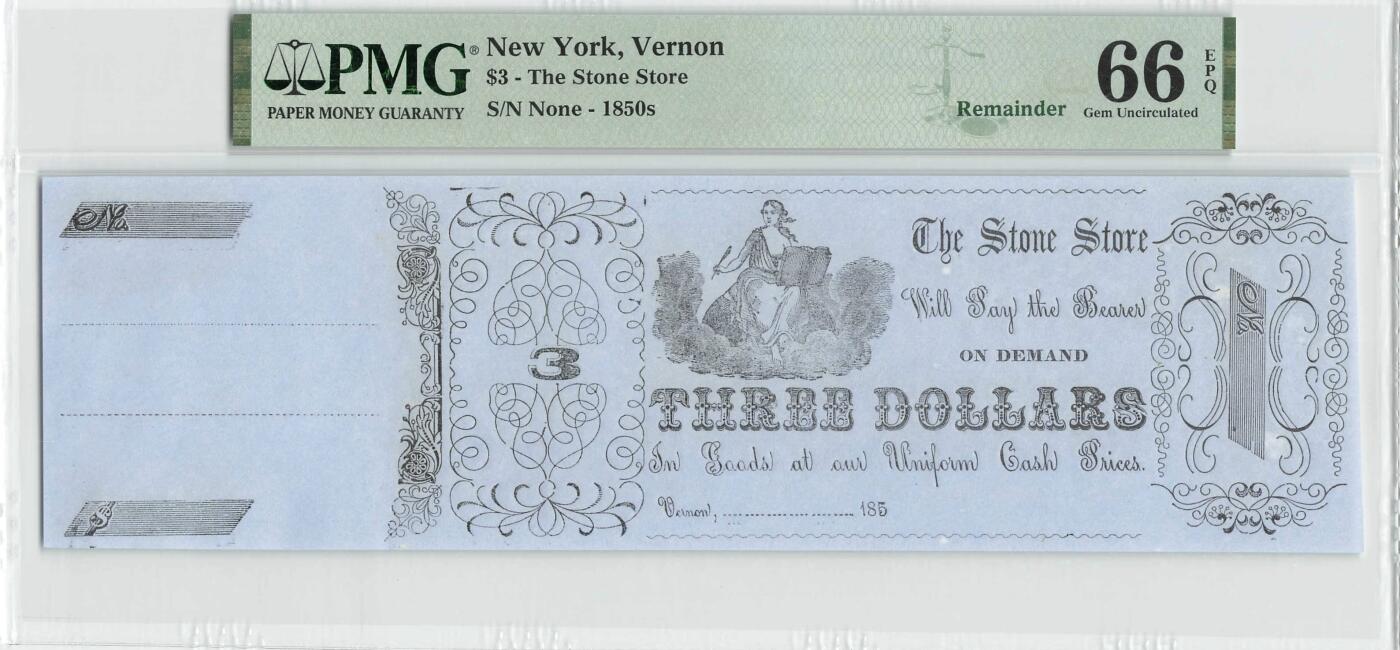 PMG®
PAPER MONEY GUARANTY
New York, Vernon
$3 - The Stone Store
S/N None - 1850s
Remainder
66
EPQ
Gem Uncirculated
No.
$
3
The Stone Store
Will Pay the Bearer
ON DEMAND
THREE DOLLARS
In Goods at our Uniform Cash Prices.
Vernon, ........................ 185
No.